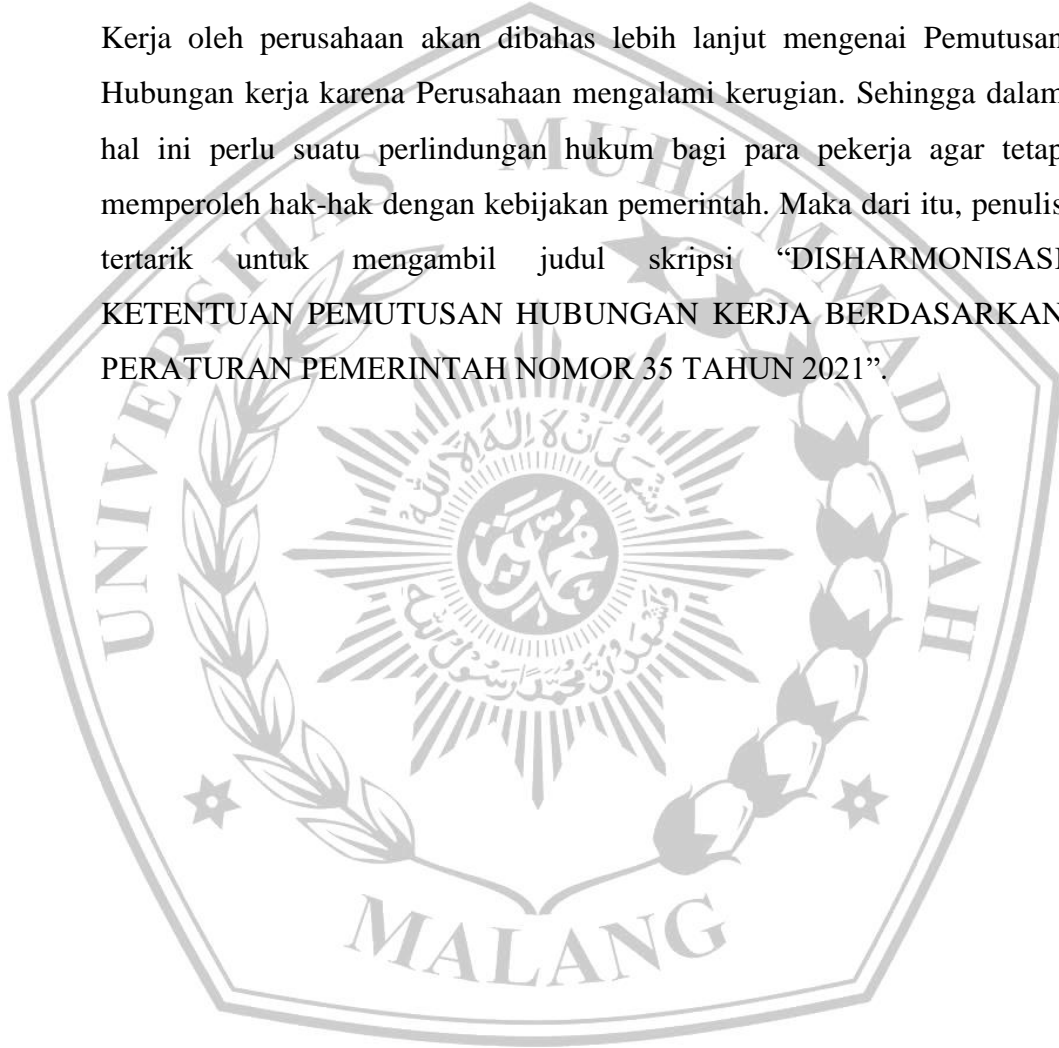 Kerja oleh perusahaan akan dibahas lebih lanjut mengenai Pemutusan
Hubungan kerja karena Perusahaan mengalami kerugian. Sehingga dalam
hal ini perlu suatu perlindungan hukum bagi para pekerja agar tetap
memperoleh hak-hak dengan kebijakan pemerintah. Maka dari itu, penulis
tertarik untuk mengambil judul skripsi “DISHARMONISASI
KETENTUAN PEMUTUSAN HUBUNGAN KERJA BERDASARKAN
PERATURAN PEMERINTAH NOMOR 35 TAHUN 2021”.
UNIVERSITAS MUHAMMADIYAH
MALANG